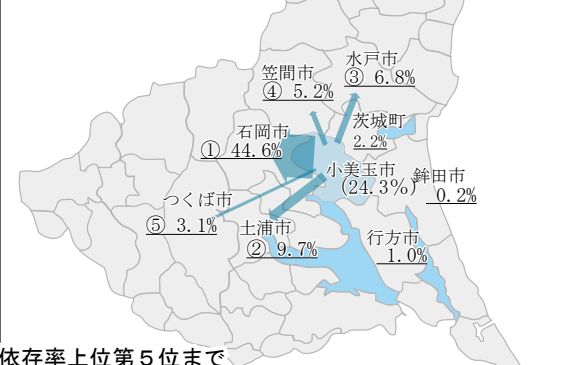 水戸市
③ 6.8%
笠間市
④ 5.2%
茨城町
2.2%
石岡市
① 44.6%
小美玉市
(24.3%)
鉾田市
0.2%
つくば市
⑤ 3.1%
土浦市
② 9.7%
行方市
1.0%
依存率上位第５位まで